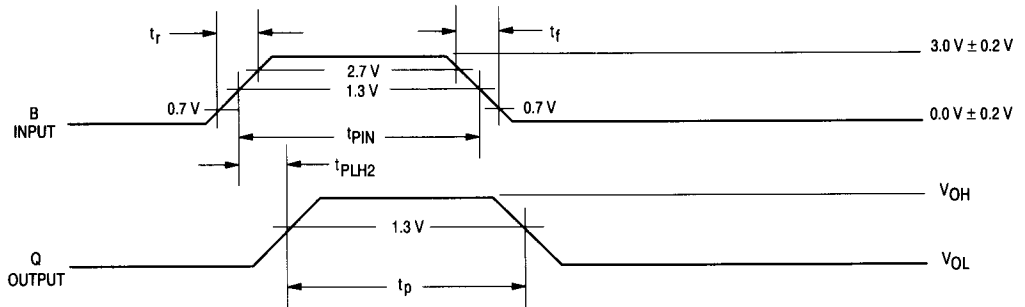 tr
tf
3.0 V ± 0.2 V
2.7 V
1.3 V
0.7 V
0.7 V
B
INPUT
0.0 V ± 0.2 V
tPIN
tPLH2
VOH
1.3 V
Q
OUTPUT
VOL
tp